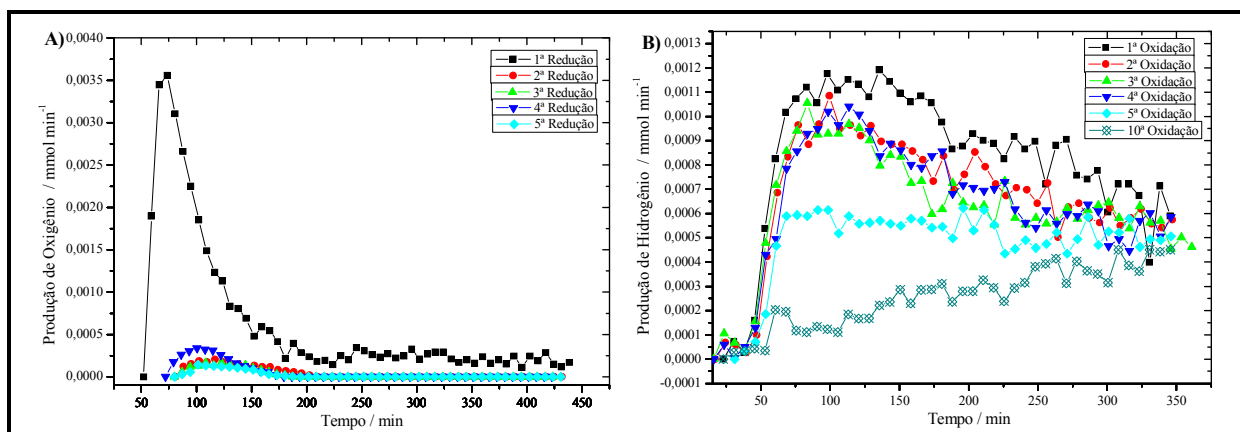 A)
Produção de Oxigênio / mmol min⁻¹
0,0040
0,0035
0,0030
0,0025
0,0020
0,0015
0,0010
0,0005
0,0000
50 100 150 200 250 300 350 400 450
Tempo / min
1ª Redução
2ª Redução
3ª Redução
4ª Redução
5ª Redução
B)
Produção de Hidrogênio / mmol min⁻¹
0,0013
0,0012
0,0011
0,0010
0,0009
0,0008
0,0007
0,0006
0,0005
0,0004
0,0003
0,0002
0,0001
0,0000
-0,0001
50 100 150 200 250 300 350
Tempo / min
1ª Oxidação
2ª Oxidação
3ª Oxidação
4ª Oxidação
5ª Oxidação
10ª Oxidação